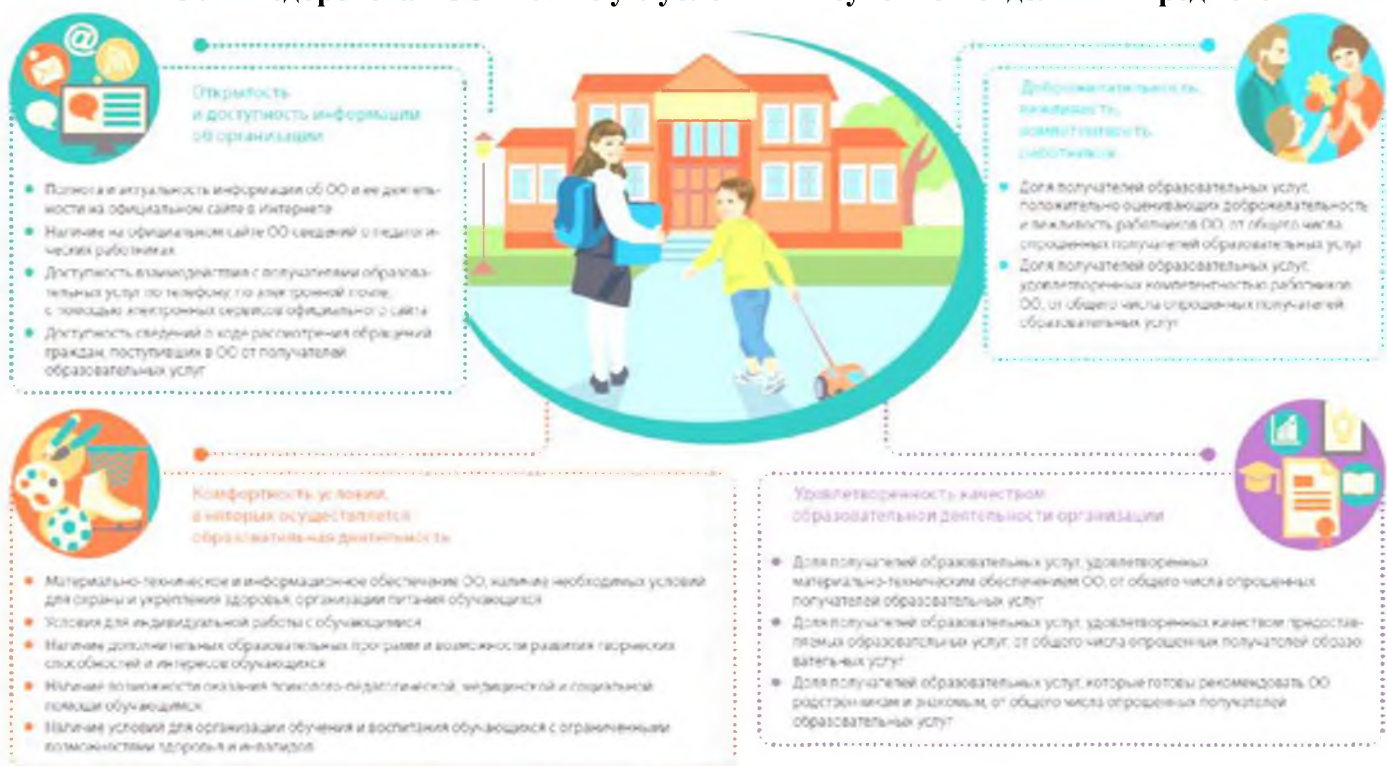 Открытость
и доступность информации
об организации
Полнота и актуальность информации об ОО и ее деятель-
ности на официальном сайте в Интернете
Наличие на официальном сайте ОО сведений о педагоги-
ческих работниках
Доступность взаимодействия с получателями образова-
тельных услуг по телефону, по электронной почте,
с помощью электронных сервисов официального сайта
Доступность сведений о ходе рассмотрения обращений
граждан, поступивших в ОО от получателей
образовательных услуг
Доброжелательность,
вежливость,
компетентность
работников
Доля получателей образовательных услуг,
положительно оценивающих доброжелательность
и вежливость работников ОО, от общего числа
опрошенных получателей образовательных услуг
Доля получателей образовательных услуг,
удовлетворенных компетентностью работников
ОО, от общего числа опрошенных получателей
образовательных услуг
Комфортность условий,
в которых осуществляется
образовательная деятельность
Материально-техническое и информационное обеспечение ОО, наличие необходимых условий
для охраны и укрепления здоровья, организации питания обучающихся
Условия для индивидуальной работы с обучающимися
Наличие дополнительных образовательных программ и возможности развития творческих
способностей и интересов обучающихся
Наличие возможности оказания психолого-педагогической, медицинской и социальной
помощи обучающимся
Наличие условий для организации обучения и воспитания обучающихся с ограниченными
возможностями здоровья и инвалидов
Удовлетворенность качеством
образовательной деятельности организации
Доля получателей образовательных услуг, удовлетворенных
материально-техническим обеспечением ОО, от общего числа опрошенных
получателей образовательных услуг
Доля получателей образовательных услуг, удовлетворенных качеством предостав-
ляемых образовательных услуг, от общего числа опрошенных получателей образо
вательных услуг
Доля получателей образовательных услуг, которые готовы рекомендовать ОО
родственникам и знакомым, от общего числа опрошенных получателей
образовательных услуг